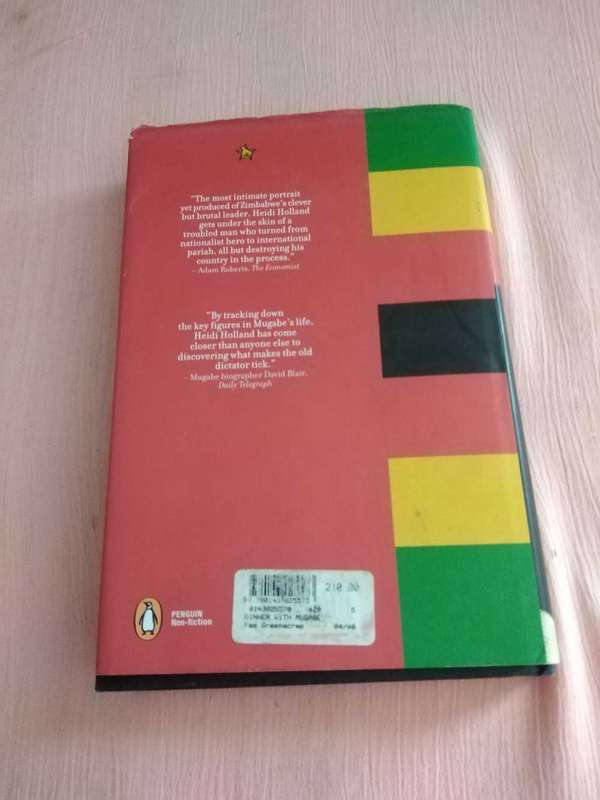 "The most intimate portrait
yet produced of Zimbabwe's clever
but brutal leader. Heidi Holland
gets under the skin of a
troubled man who turned from
nationalist hero to international
pariah, all but destroying his
country in the process."
– Adam Roberts, The Economist
"By tracking down
the key figures in Mugabe's life,
Heidi Holland has come
closer than anyone else to
discovering what makes the old
dictator tick."
– Mugabe biographer David Blair,
Daily Telegraph
210.00
0143025570
5
DINNER WITH MUGABE
PENGUIN
Non-fiction